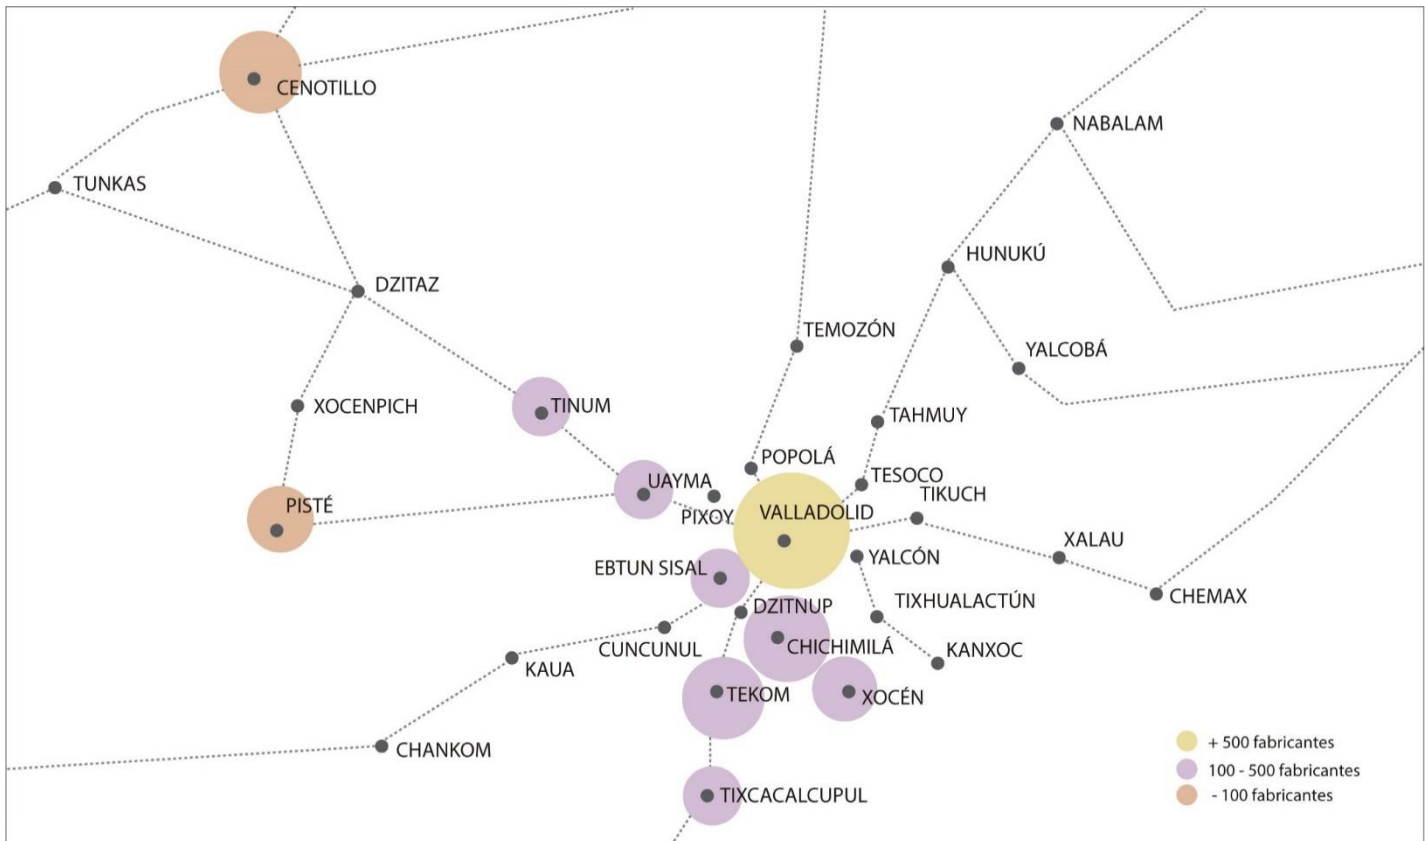 CENOTILLO
NABALAM
TUNKAS
HUNUKÚ
DZITAZ
TEMOZÓN
YALCOBÁ
XOCENPICH
TINUM
TAHMUY
POPOLÁ
TESOCO
UAYMA
TIKUCH
PISTÉ
PIXOY
VALLADOLID
XALAU
EBTUN SISAL
YALCÓN
CHEMAX
DZITNUP
TIXHUALACTÚN
CUNCUNUL
CHICHIMILÁ
KANXOC
KAUA
TEKOM
XOCÉN
CHANKOM
TIXCACALCUPUL
+ 500 fabricantes
100 - 500 fabricantes
- 100 fabricantes